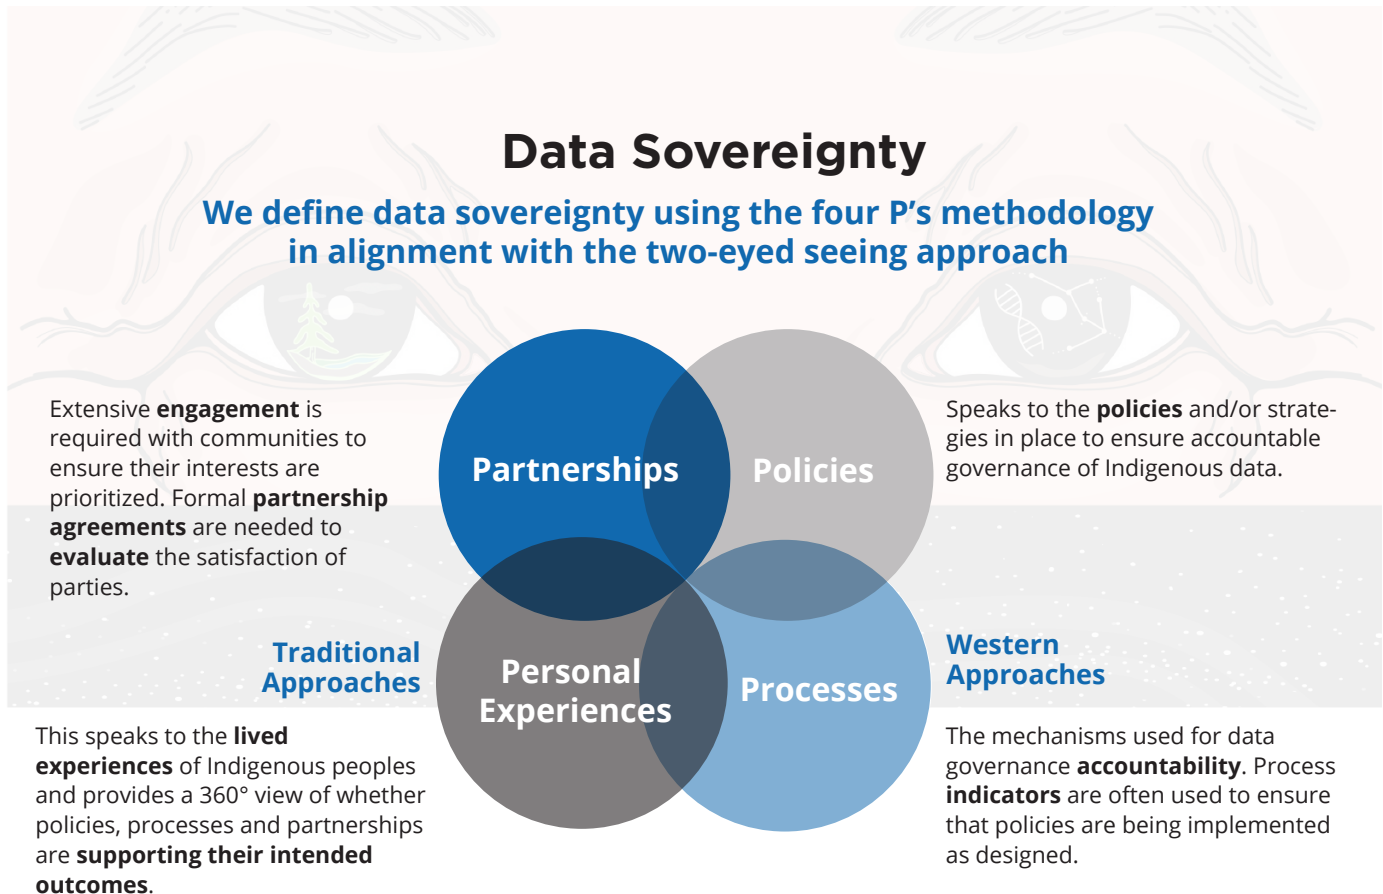 Data Sovereignty
We define data sovereignty using the four P's methodology
in alignment with the two-eyed seeing approach
Extensive engagement is
required with communities to
ensure their interests are
prioritized. Formal partnership
agreements are needed to
evaluate the satisfaction of
parties.
Partnerships
Policies
Speaks to the policies and/or strate-
gies in place to ensure accountable
governance of Indigenous data.
Traditional
Approaches
Western
Approaches
This speaks to the lived
experiences of Indigenous peoples
and provides a 360° view of whether
policies, processes and partnerships
are supporting their intended
outcomes.
Personal
Experiences
Processes
The mechanisms used for data
governance accountability. Process
indicators are often used to ensure
that policies are being implemented
as designed.